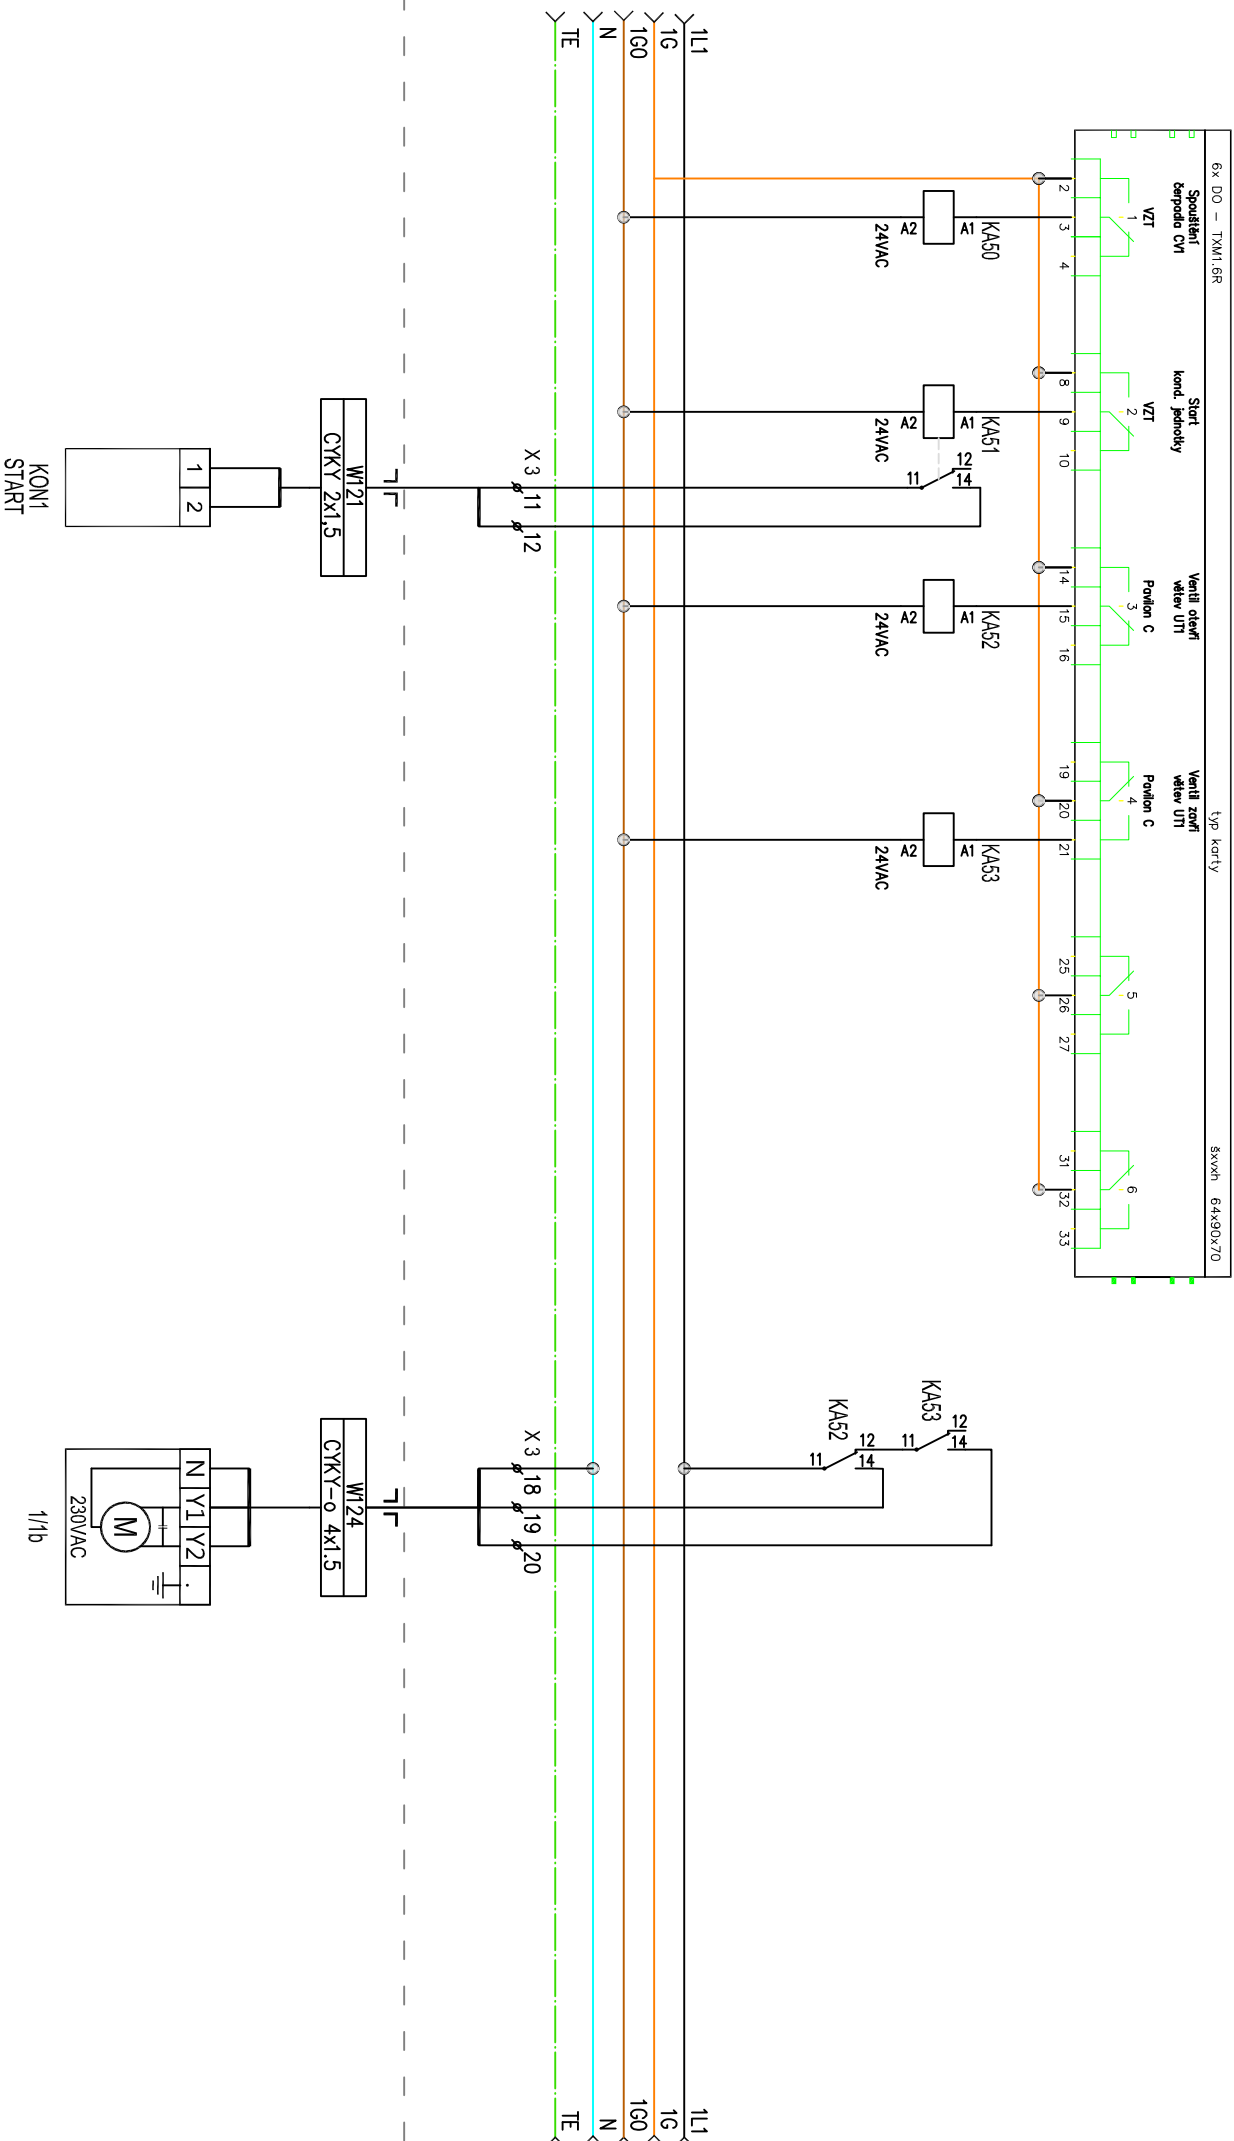 6x DO - TXM1.6R
typ karty
šxvxh 64x90x70
Spouštění
čerpadla CV1
VZT
Start
kond. jednotky
VZT
Ventil otevři
větev UT1
Pavilon C
Ventil zavři
větev UT1
Pavilon C
1
2
3
4
5
6
2
3
4
8
9
10
14
15
16
19
20
21
25
26
27
31
32
33
KA50
A1
A2
24VAC
KA51
A1
A2
24VAC
12
14
11
KA52
A1
A2
24VAC
KA53
A1
A2
24VAC
KA53
12
14
11
KA52
12
14
11
1L1
1G
1G0
N
TE
1L1
1G
1G0
N
TE
X3
11
12
X3
18
19
20
W121
CYKY 2x1,5
W124
CYKY-o 4x1.5
1
2
KON1
START
N
Y1
Y2
.
M
230VAC
1/1b